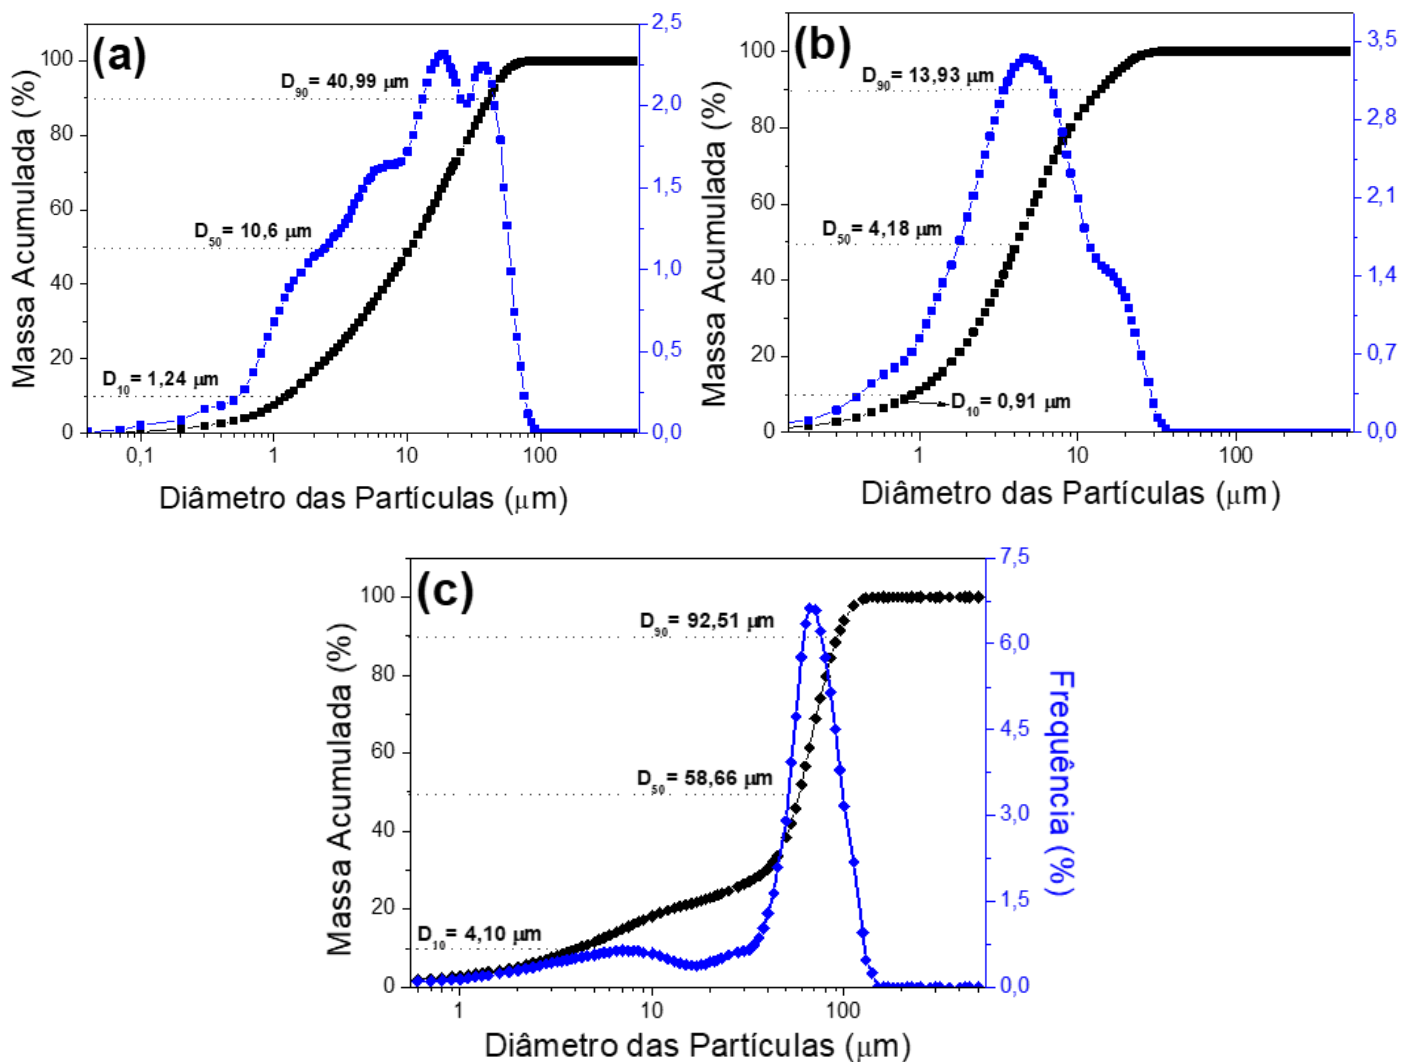 (a)
Massa Acumulada (%)
100
80
60
40
20
0
D90 = 40,99 µm
D50 = 10,6 µm
D10 = 1,24 µm
2,5
2,0
1,5
1,0
0,5
0,0
0,1 1 10 100
Diâmetro das Partículas (µm)
(b)
Massa Acumulada (%)
100
80
60
40
20
0
D90 = 13,93 µm
D50 = 4,18 µm
D10 = 0,91 µm
3,5
2,8
2,1
1,4
0,7
0,0
1 10 100
Diâmetro das Partículas (µm)
(c)
Massa Acumulada (%)
100
80
60
40
20
0
D90 = 92,51 µm
D50 = 58,66 µm
D10 = 4,10 µm
7,5
6,0
4,5
3,0
1,5
0,0
Frequência (%)
1 10 100
Diâmetro das Partículas (µm)